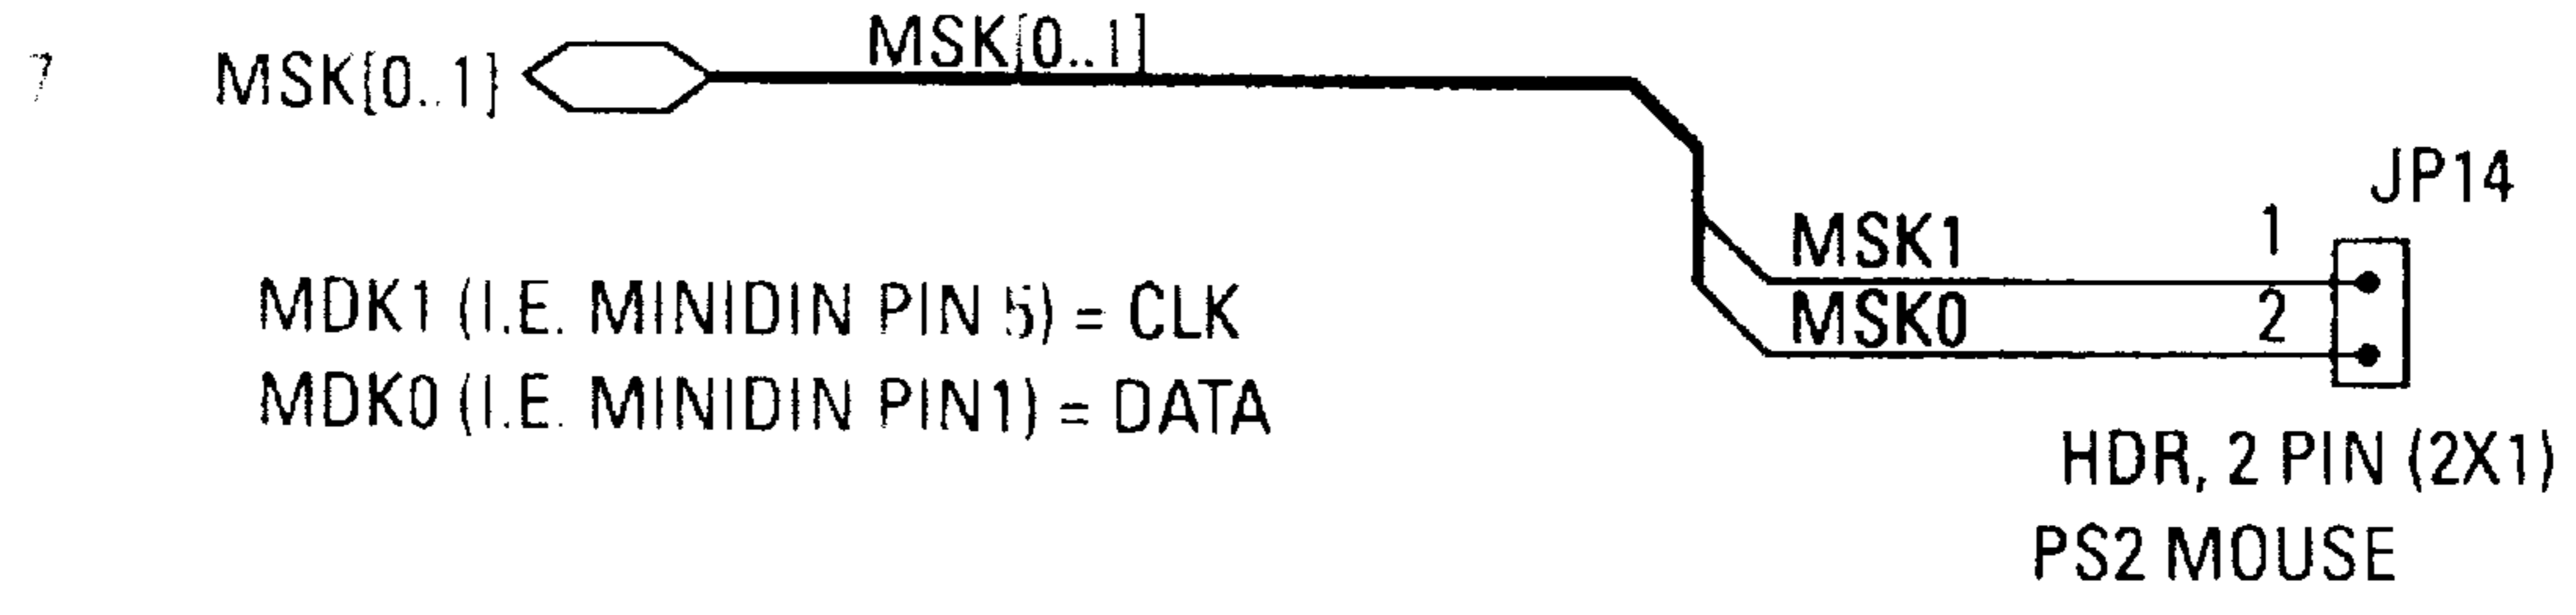 7 MSK[0..1] MSK[0..1]
JP14
MSK1 1
MSK0 2
MDK1 (I.E. MINIDIN PIN 5) = CLK
MDK0 (I.E. MINIDIN PIN1) = DATA
HDR, 2 PIN (2X1)
PS2 MOUSE